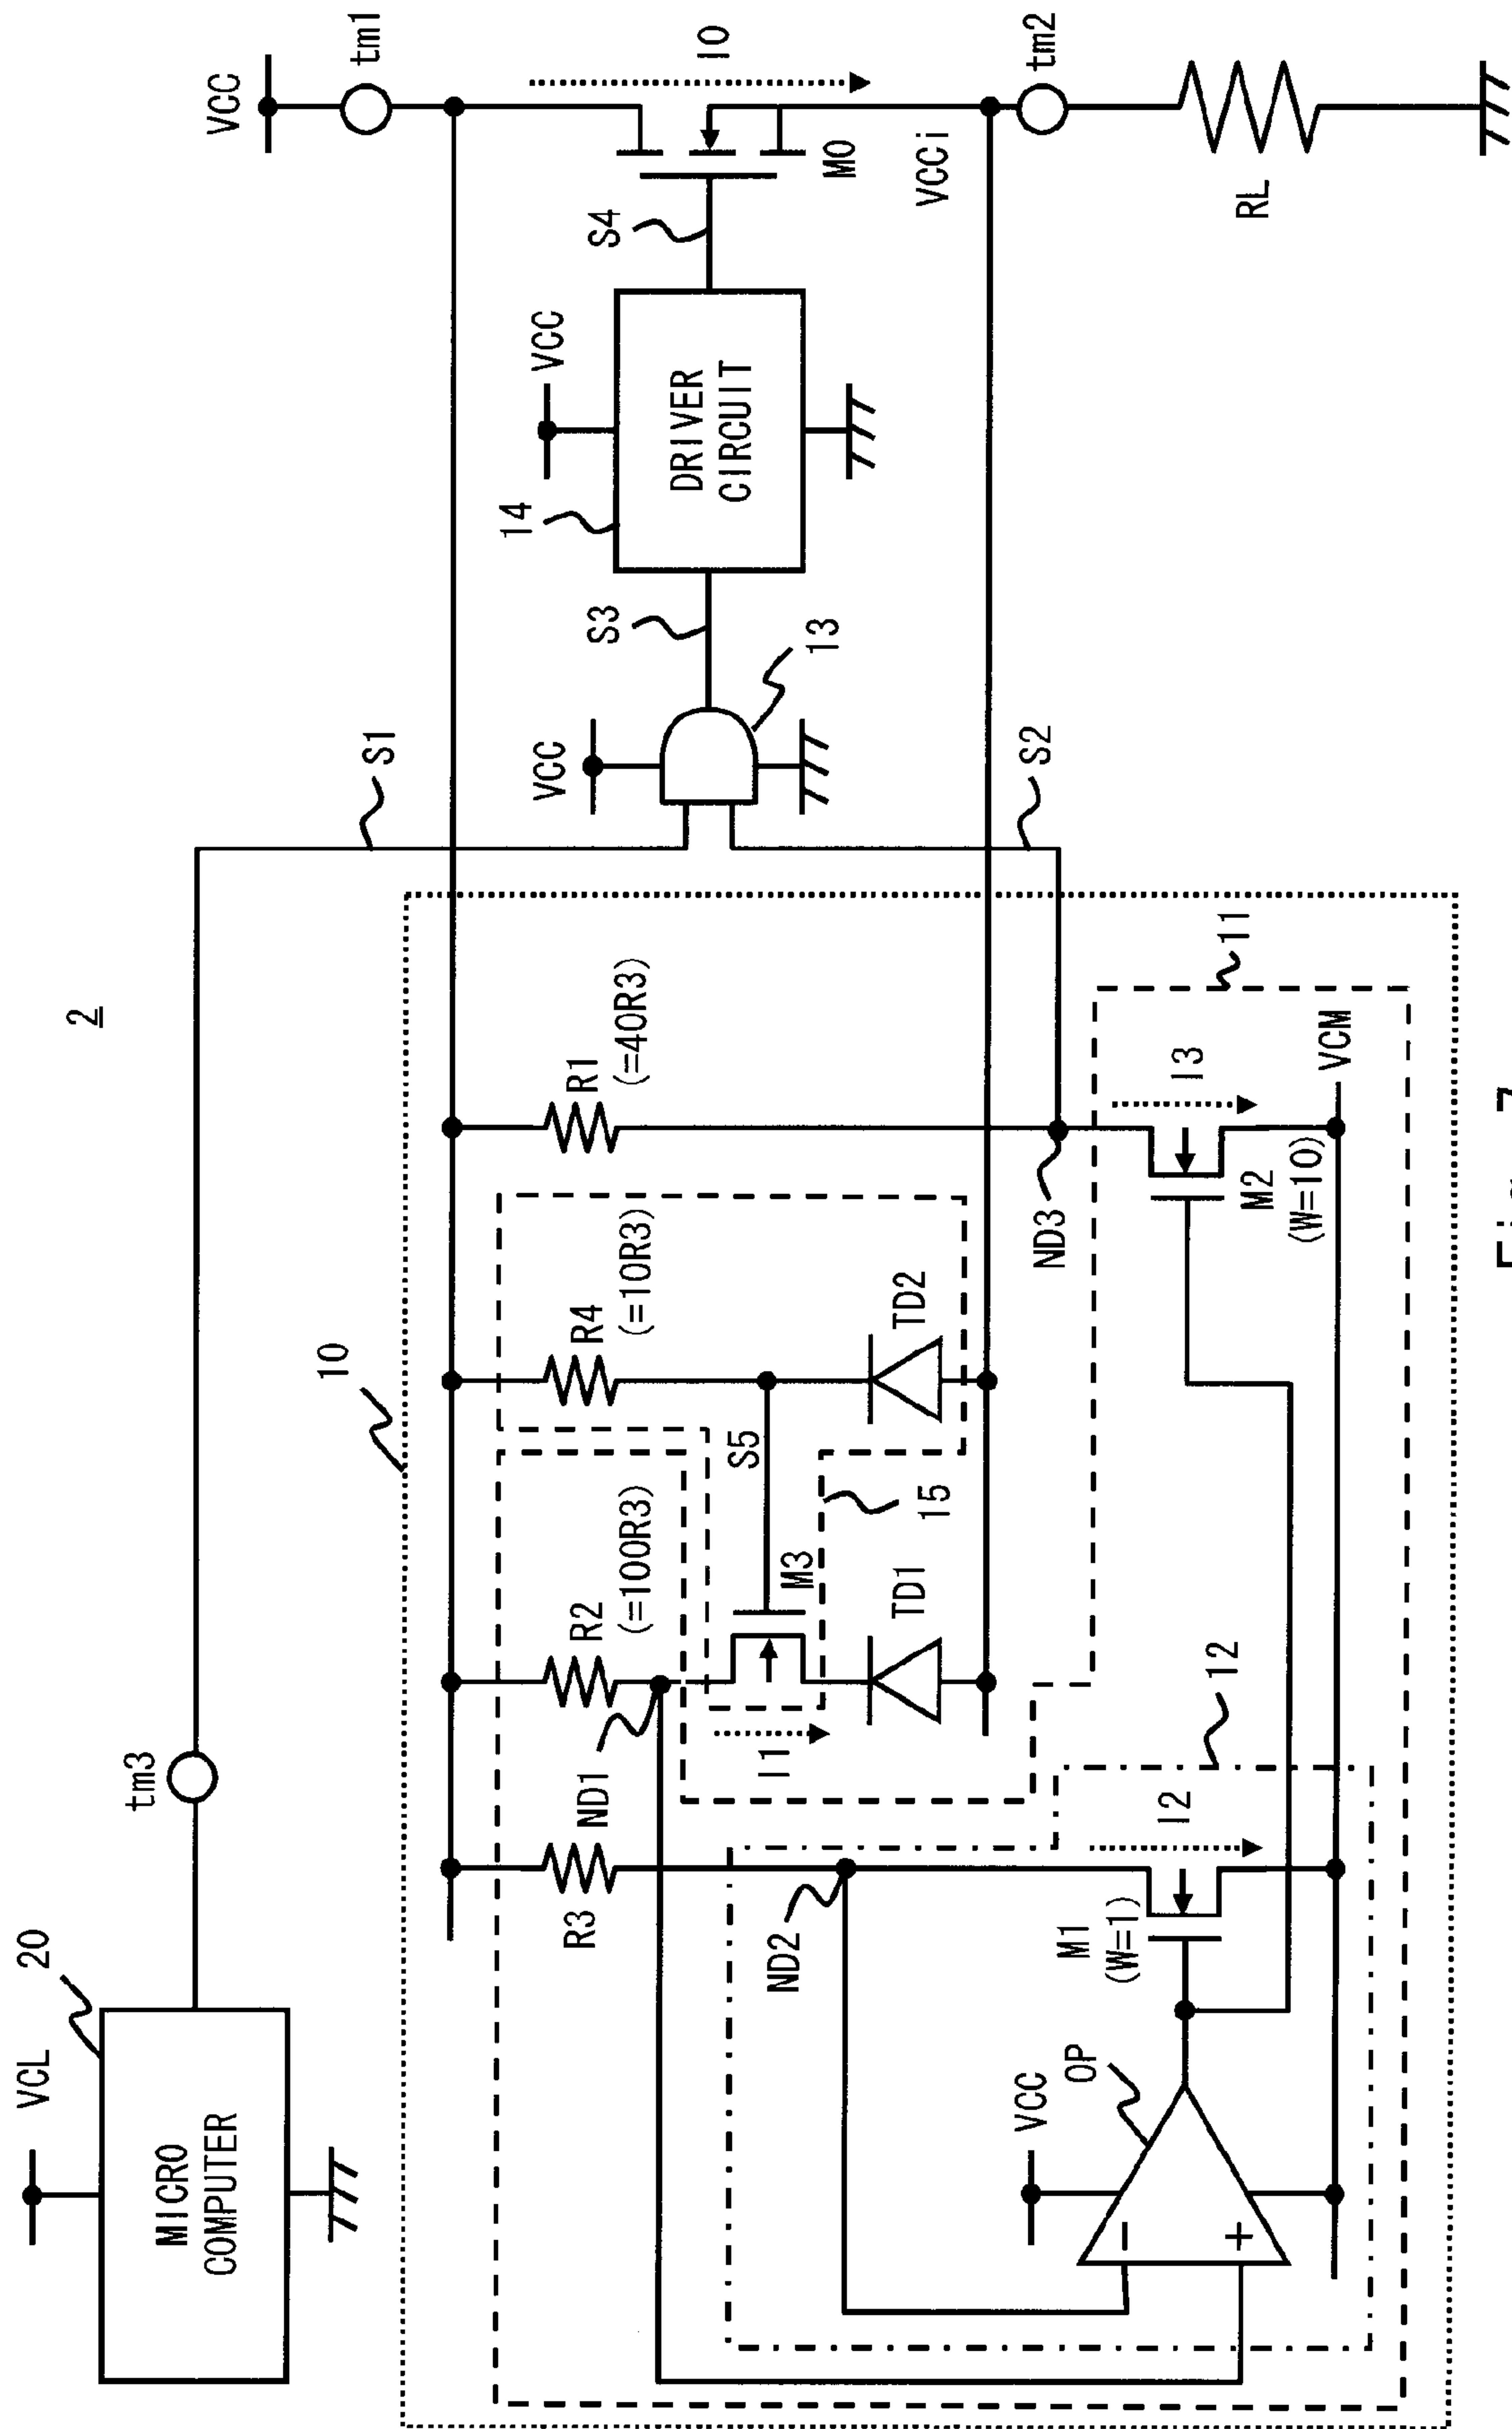 2
VCL
20
MICRO
COMPUTER
tm3
S1
VCC
tm1
10
R3
ND1
R2
(=100R3)
R4
(=10R3)
R1
(=40R3)
VCC
S3
14
VCC
S4
I0
DRIVER
CIRCUIT
13
M0
I1
M3
S5
ND2
TD1
15
TD2
VCCi
ND3
S2
tm2
VCC
OP
−
+
M1
(W=1)
I2
12
M2
(W=10)
I3
11
VCM
RL